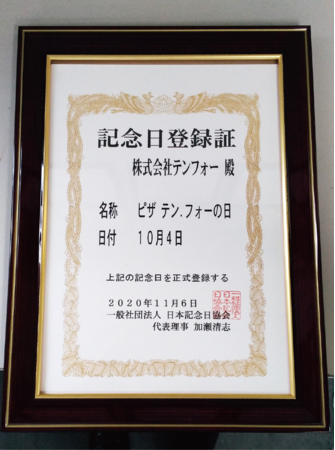 記念日登録証
株式会社テンフォー 殿
名称 ピザ テン.フォーの日
日付 10月4日
上記の記念日を正式登録する
2020年11月6日
一般社団法人 日本記念日協会
代表理事 加瀬清志